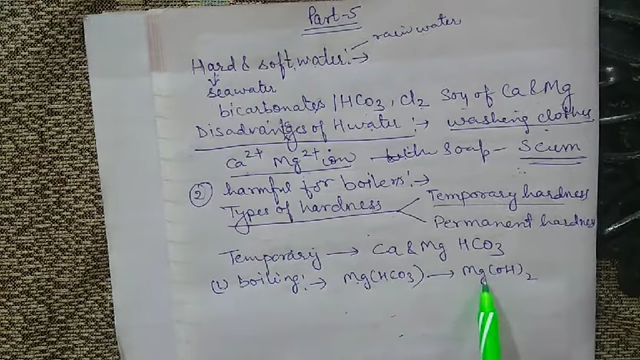 Part-5
Hard & soft water:→ rain water
seawater
bicarbonates/HCO3, Cl2 So4 of Ca & Mg
Disadvantages of H.water :→ washing clothes
Ca2+ Mg2+ ion soap - Scum
② harmful for boilers:→
Types of hardness Temporary hardness
Permanent hardness
Temporary → Ca & Mg HCO3
(1) boiling:→ Mg(HCO3) → Mg(OH)2